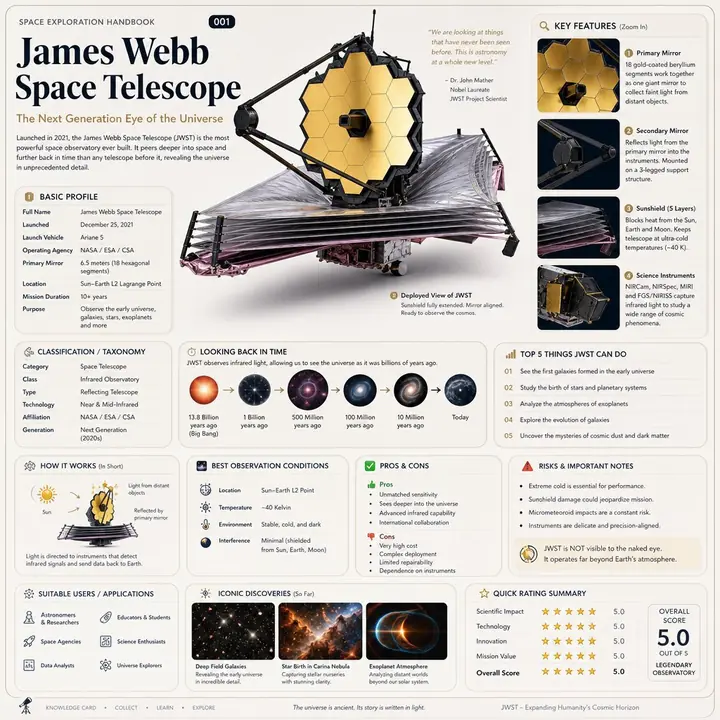 SPACE EXPLORATION HANDBOOK
001
James Webb
Space Telescope
The Next Generation Eye of the Universe
Launched in 2021, the James Webb Space Telescope (JWST) is the most
powerful space observatory ever built. It peers deeper into space and
further back in time than any telescope before it, revealing the universe
in unprecedented detail.
"We are looking at things
that have never been seen
before. This is astronomy
at a whole new level."
– Dr. John Mather
Nobel Laureate
JWST Project Scientist
KEY FEATURES (Zoom In)
1 Primary Mirror
18 gold-coated beryllium
segments work together
as one giant mirror to
collect faint light from
distant objects.
2 Secondary Mirror
Reflects light from the
primary mirror into the
instruments. Mounted
on a 3-legged support
structure.
3 Sunshield (5 Layers)
Blocks heat from the Sun,
Earth and Moon. Keeps
telescope at ultra-cold
temperatures (~40 K).
4 Science Instruments
NIRCam, NIRSpec, MIRI
and FGS/NIRISS capture
infrared light to study a
wide range of cosmic
phenomena.
BASIC PROFILE
Full Name James Webb Space Telescope
Launched December 25, 2021
Launch Vehicle Ariane 5
Operating Agency NASA / ESA / CSA
Primary Mirror 6.5 meters (18 hexagonal
segments)
Location Sun–Earth L2 Lagrange Point
Mission Duration 10+ years
Purpose Observe the early universe,
galaxies, stars, exoplanets
and more
Deployed View of JWST
Sunshield fully extended. Mirror aligned.
Ready to observe the cosmos.
CLASSIFICATION / TAXONOMY
Category Space Telescope
Class Infrared Observatory
Type Reflecting Telescope
Technology Near & Mid-Infrared
Affiliation NASA / ESA / CSA
Generation Next Generation
(2020s)
LOOKING BACK IN TIME
JWST observes infrared light, allowing us to see the universe as it was billions of years ago.
13.8 Billion
years ago
(Big Bang)
1 Billion
years ago
500 Million
years ago
100 Million
years ago
10 Million
years ago
Today
TOP 5 THINGS JWST CAN DO
01 See the first galaxies formed in the early universe
02 Study the birth of stars and planetary systems
03 Analyze the atmospheres of exoplanets
04 Explore the evolution of galaxies
05 Uncover the mysteries of cosmic dust and dark matter
HOW IT WORKS (In Short)
Sun
Light from distant
objects
Reflected by
primary mirror
Light is directed to instruments that detect
infrared signals and send data back to Earth.
BEST OBSERVATION CONDITIONS
Location Sun–Earth L2 Point
Temperature ~40 Kelvin
Environment Stable, cold, and dark
Interference Minimal (shielded
from Sun, Earth, Moon)
PROS & CONS
Pros
• Unmatched sensitivity
• Sees deeper into the universe
• Advanced infrared capability
• International collaboration
Cons
• Very high cost
• Complex deployment
• Limited repairability
• Dependence on instruments
RISKS & IMPORTANT NOTES
• Extreme cold is essential for performance.
• Sunshield damage could jeopardize mission.
• Micrometeoroid impacts are a constant risk.
• Instruments are delicate and precision-aligned.
JWST is NOT visible to the naked eye.
It operates far beyond Earth's atmosphere.
SUITABLE USERS / APPLICATIONS
Astronomers
& Researchers
Educators & Students
Space Agencies
Science Enthusiasts
Data Analysts
Universe Explorers
ICONIC DISCOVERIES (So Far)
Deep Field Galaxies
Revealing the early universe
in incredible detail.
Star Birth in Carina Nebula
Capturing stellar nurseries
with stunning clarity.
Exoplanet Atmosphere
Analyzing distant worlds
beyond our solar system.
QUICK RATING SUMMARY
Scientific Impact 5.0
Technology 5.0
Innovation 5.0
Mission Value 5.0
Overall Score 5.0
OVERALL
SCORE
5.0
OUT OF 5
LEGENDARY
OBSERVATORY
KNOWLEDGE CARD • COLLECT • LEARN • EXPLORE
The universe is ancient. Its story is written in light.
JWST – Expanding Humanity's Cosmic Horizon